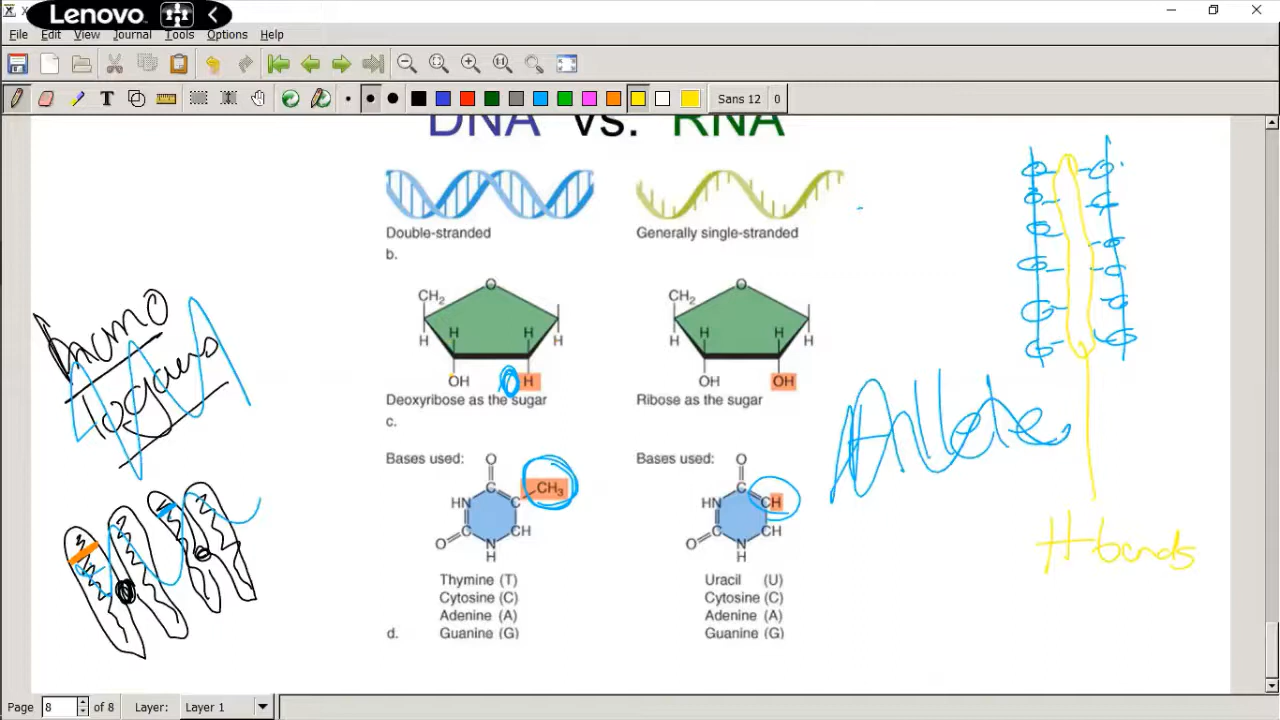 Lenovo
File Edit View Journal Tools Options Help
Sans 12
DNA vs. RNA
Double-stranded
Generally single-stranded
b.
O
CH₂
H H
H H
OH H
Deoxyribose as the sugar
O
CH₂
H H
H H
OH OH
Ribose as the sugar
c.
Bases used:
O
C CH₃
HN C
C CH
O N
H
Bases used:
O
C
HN CH
C CH
O N
H
Thymine (T)
Cytosine (C)
Adenine (A)
Guanine (G)
Uracil (U)
Cytosine (C)
Adenine (A)
Guanine (G)
d.
Homo
logous
Allele
H bonds
Page 8 of 8 Layer: Layer 1